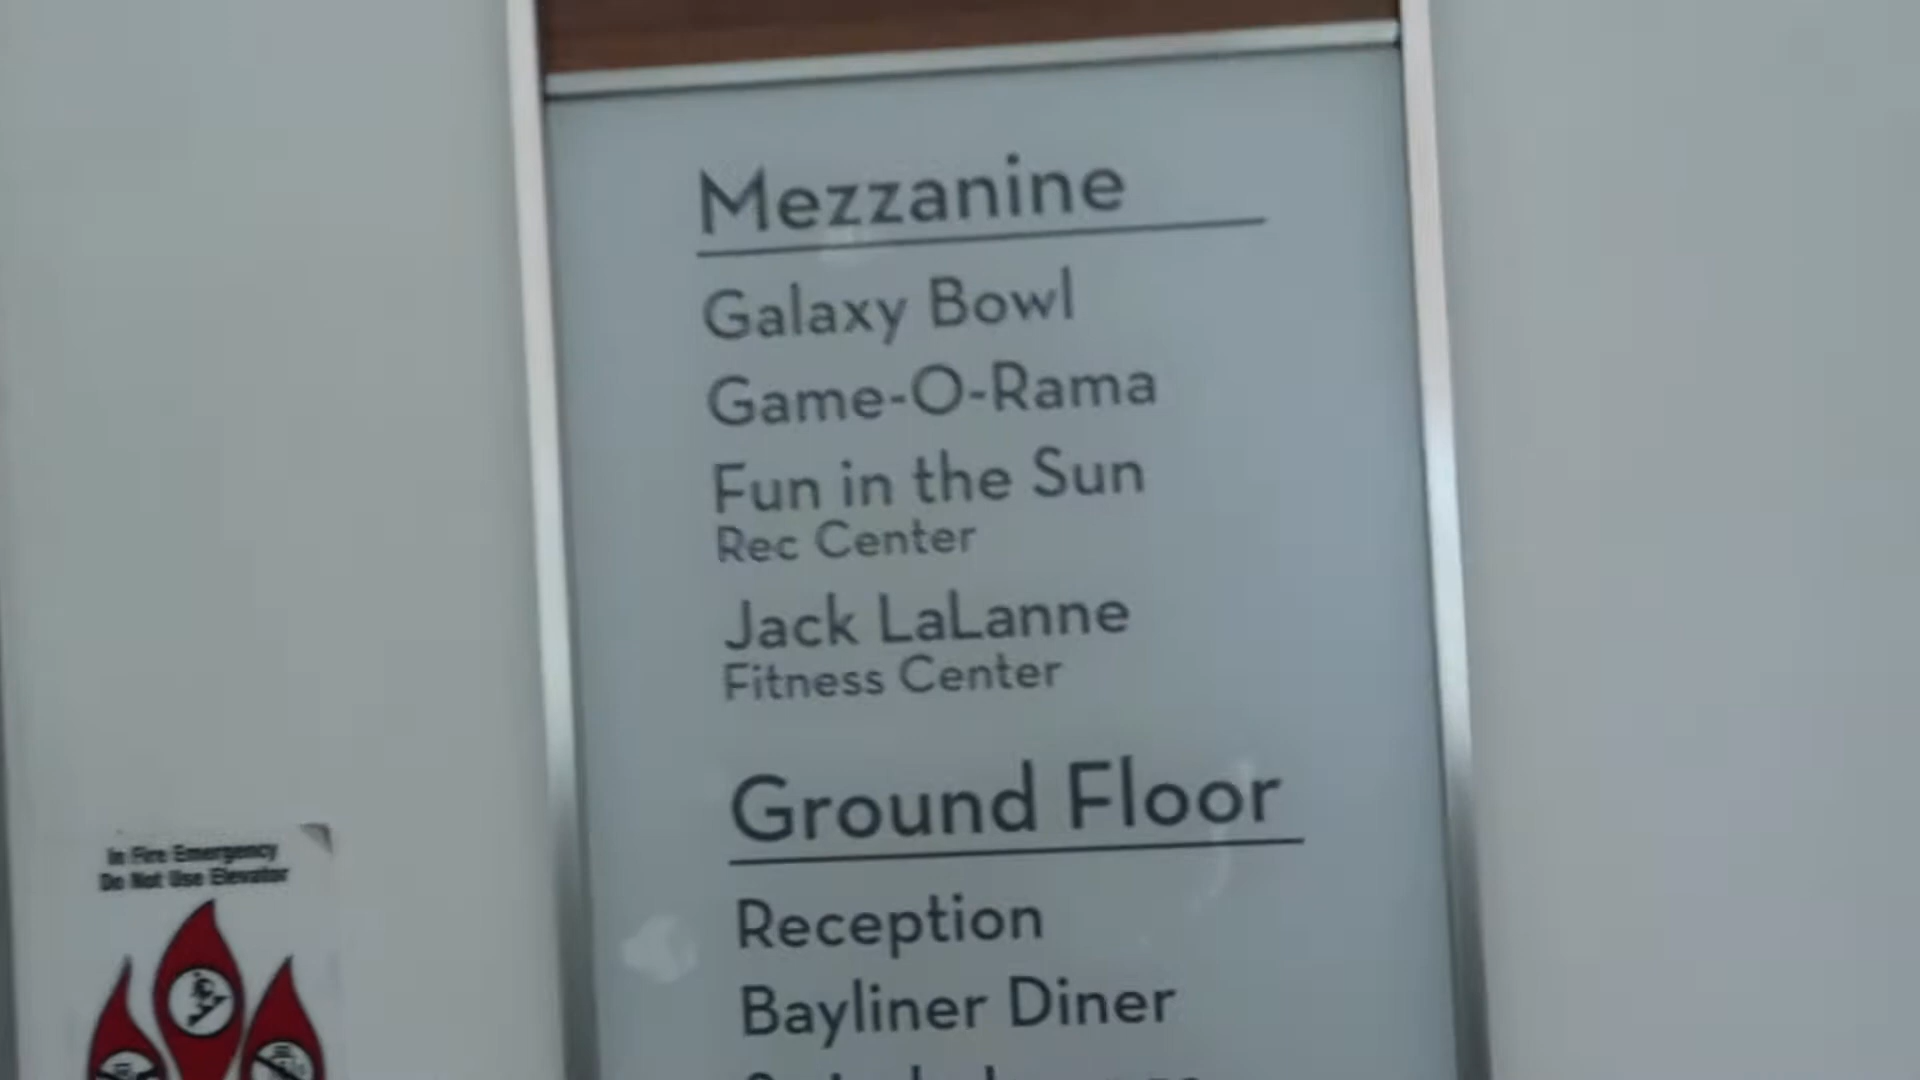 Mezzanine
Galaxy Bowl
Game-O-Rama
Fun in the Sun
Rec Center
Jack LaLanne
Fitness Center
Ground Floor
Reception
Bayliner Diner
In Fire Emergency
Do Not Use Elevator